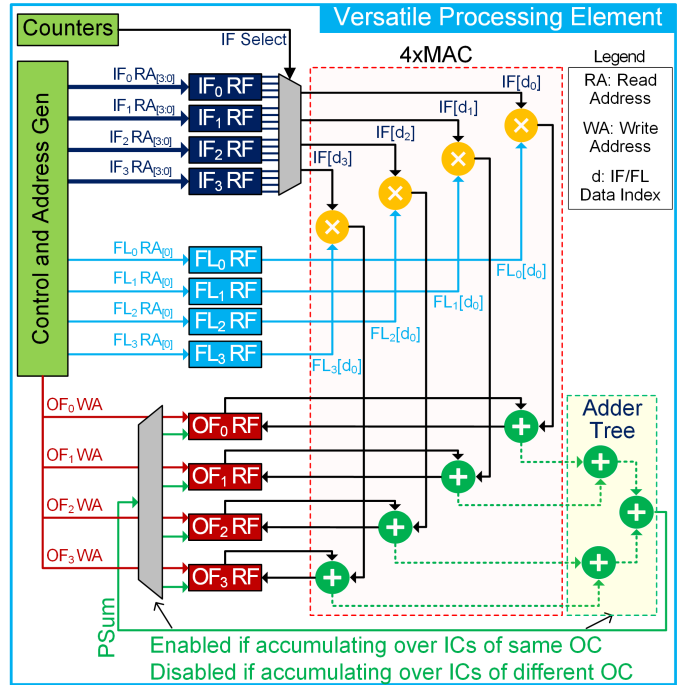 Versatile Processing Element
Counters
IF Select
4xMAC
Legend
RA: Read
Address
WA: Write
Address
d: IF/FL
Data Index
Control and Address Gen
IF₀ RA[3:0]
IF₀ RF
IF[d₀]
IF₁ RA[3:0]
IF₁ RF
IF[d₁]
IF₂ RA[3:0]
IF₂ RF
IF[d₂]
IF₃ RA[3:0]
IF₃ RF
IF[d₃]
FL₀ RA[0]
FL₀ RF
FL₀[d₀]
FL₁ RA[0]
FL₁ RF
FL₁[d₀]
FL₂ RA[0]
FL₂ RF
FL₂[d₀]
FL₃ RA[0]
FL₃ RF
FL₃[d₀]
OF₀ WA
OF₀ RF
Adder
Tree
OF₁ WA
OF₁ RF
OF₂ WA
OF₂ RF
OF₃ WA
OF₃ RF
PSum
Enabled if accumulating over ICs of same OC
Disabled if accumulating over ICs of different OC